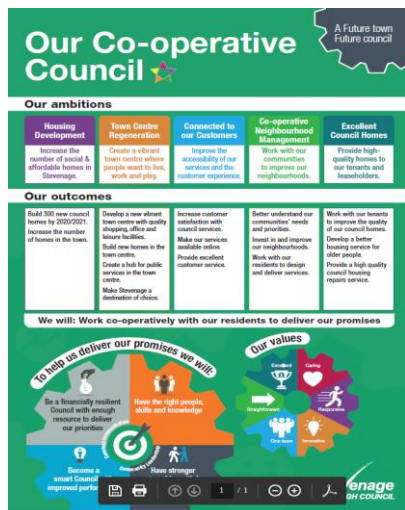 A Future town
Future council
Our Co-operative
Council
Our ambitions
Housing
Development
Increase the
number of social &
affordable homes in
Stevenage.
Town Centre
Regeneration
Create a vibrant
town centre where
people want to live,
work and play
Connected to
our Customers
Improve the
accessibility of our
services and the
customer experience.
Co-operative
Neighbourhood
Management
Work with our
communities
to improve our
neighbourhoods.
Excellent
Council Homes
Provide high-
quality homes to
our tenants and
leaseholders.
Our outcomes
Build 300 new council
homes by 2020/2021.
Increase the
number of homes in the town.
Develop a new vibrant
town centre with quality
shopping, office and
leisure facilities.
Build new homes in the
town centre.
Create a hub for public
services in the town
centre.
Make Stevenage a
destination of choice.
Increase customer
satisfaction with
council services.
Make our services
available online.
Provide excellent
customer service.
Better understand our
communities' needs
and priorities.
Invest in and improve
our neighbourhoods.
Work with our
residents to design
and deliver services.
Work with our tenants
to improve the quality
of our council homes.
Develop a better
housing service for
older people.
Provide a high quality
council housing
repairs service.
We will: Work co-operatively with our residents to deliver our promises
To help us deliver our promises we will:
Be a financially resilient
Council with enough
resource to deliver
our priorities
Have the right people,
skills and knowledge
Become a
smart Council
improved perfor
Have stronger
Our values
Excellent
Caring
Straightforward
Responsive
One team
Innovative
1 / 1
enage
GH COUNCIL